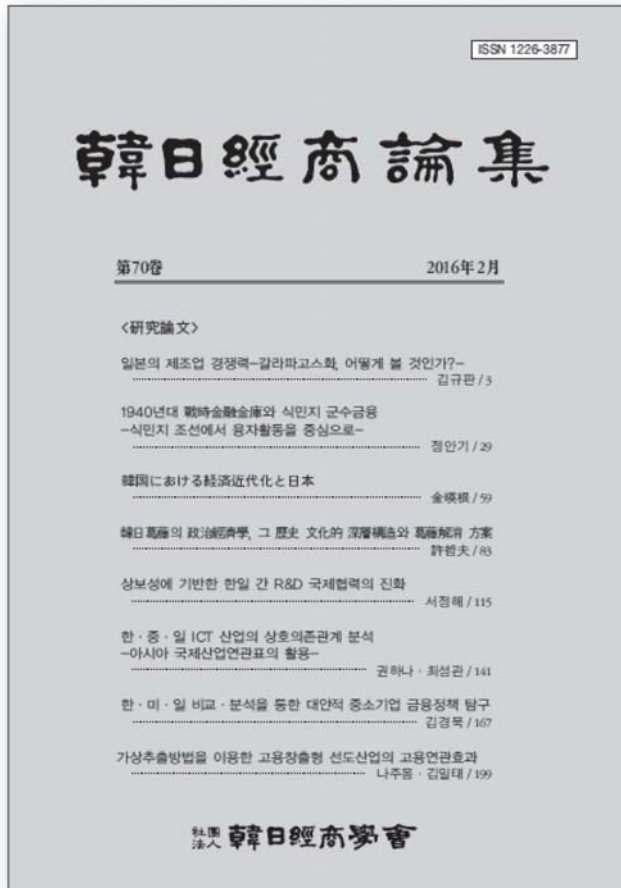 ISSN 1226-3877
韓日經商論集
第70卷 2016年 2月
<研究論文>
일본의 제조업 경쟁력-갈라파고스화, 어떻게 볼 것인가?-
김규판 / 3
1940년대 戰時金融金庫와 식민지 군수금융
-식민지 조선에서 융자활동을 중심으로-
정안기 / 29
韓国における経済近代化と日本
金暎根 / 59
韓日葛藤의 政治經濟學, 그 歷史 文化的 深層構造와 葛藤解消 方案
許哲夫 / 83
상보성에 기반한 한일 간 R&D 국제협력의 진화
서정해 / 115
한·중·일 ICT 산업의 상호의존관계 분석
-아시아 국제산업연관표의 활용-
권하나·최성관 / 141
한·미·일 비교·분석을 통한 대안적 중소기업 금융정책 탐구
김경묵 / 167
가상추출방법을 이용한 고용창출형 선도산업의 고용연관효과
나주몽·김일태 / 199
社團法人 韓日經商學會